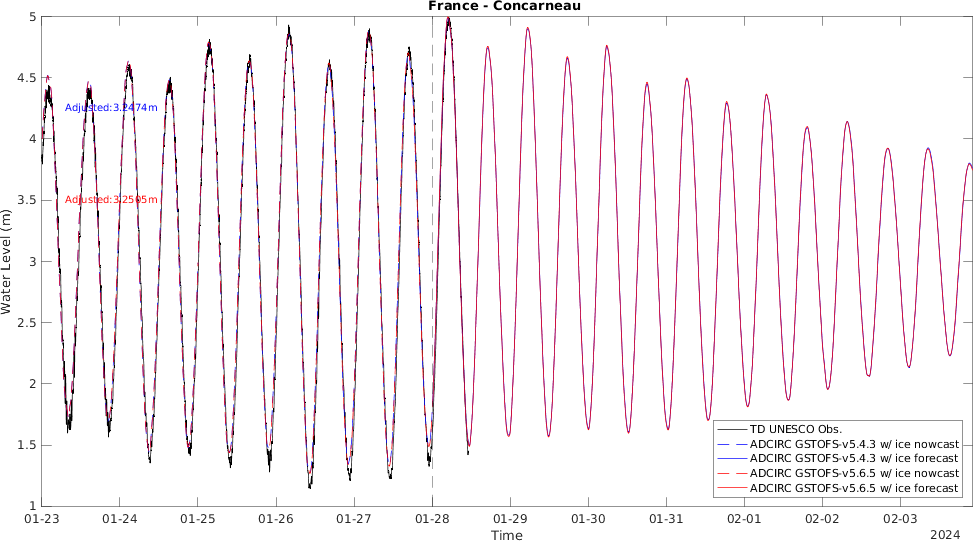 France - Concarneau
5
4.5
4
3.5
3
2.5
2
1.5
1
Water Level (m)
Adjusted:3.2474m
Adjusted:3.2505m
TD UNESCO Obs.
ADCIRC GSTOFS-v5.4.3 w/ ice nowcast
ADCIRC GSTOFS-v5.4.3 w/ ice forecast
ADCIRC GSTOFS-v5.6.5 w/ ice nowcast
ADCIRC GSTOFS-v5.6.5 w/ ice forecast
01-23 01-24 01-25 01-26 01-27 01-28 01-29 01-30 01-31 02-01 02-02 02-03
Time
2024